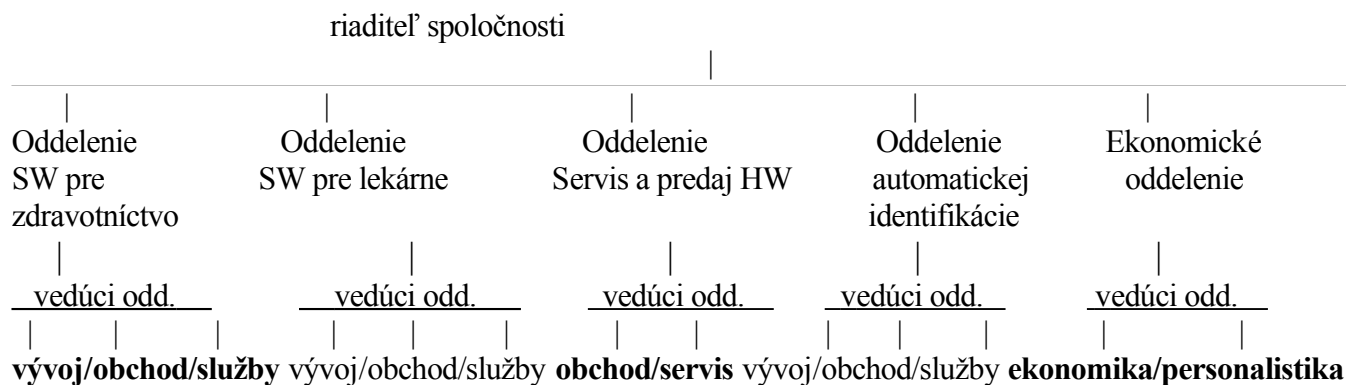 riaditeľ spoločnosti
Oddelenie Oddelenie Oddelenie Oddelenie Ekonomické
SW pre SW pre lekárne Servis a predaj HW automatickej oddelenie
zdravotníctvo identifikácie
vedúci odd. vedúci odd. vedúci odd. vedúci odd. vedúci odd.
vývoj/obchod/služby vývoj/obchod/služby obchod/servis vývoj/obchod/služby ekonomika/personalistika